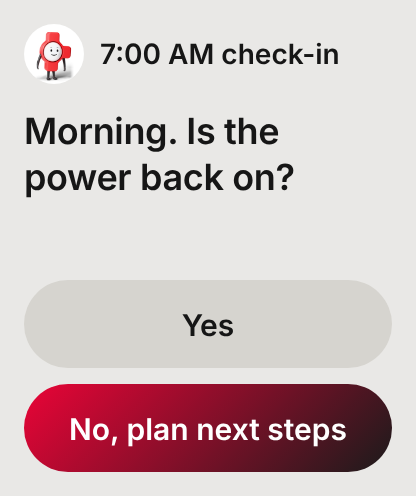 7:00 AM check-in
Morning. Is the
power back on?
Yes
No, plan next steps